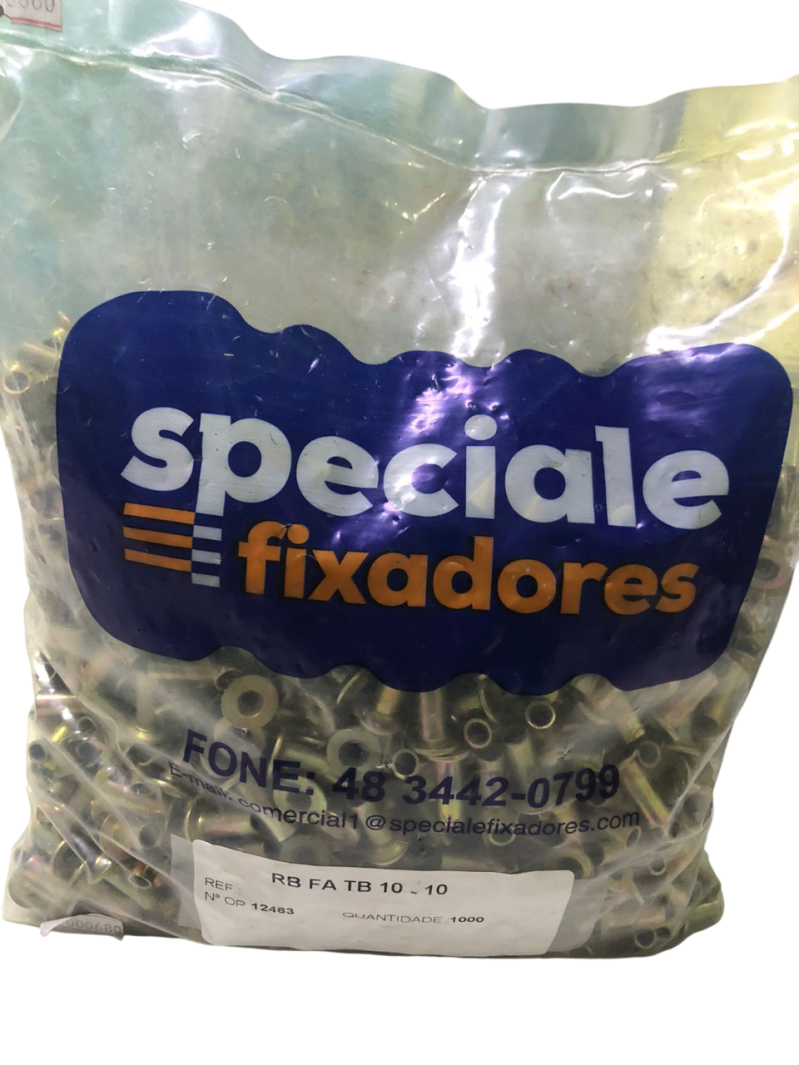 speciale
fixadores
FONE: 48 3442-0799
E-mail: comercial1@specialefixadores.com
REF: RB FA TB 10 - 10
Nº OP 12463 QUANTIDADE 1000